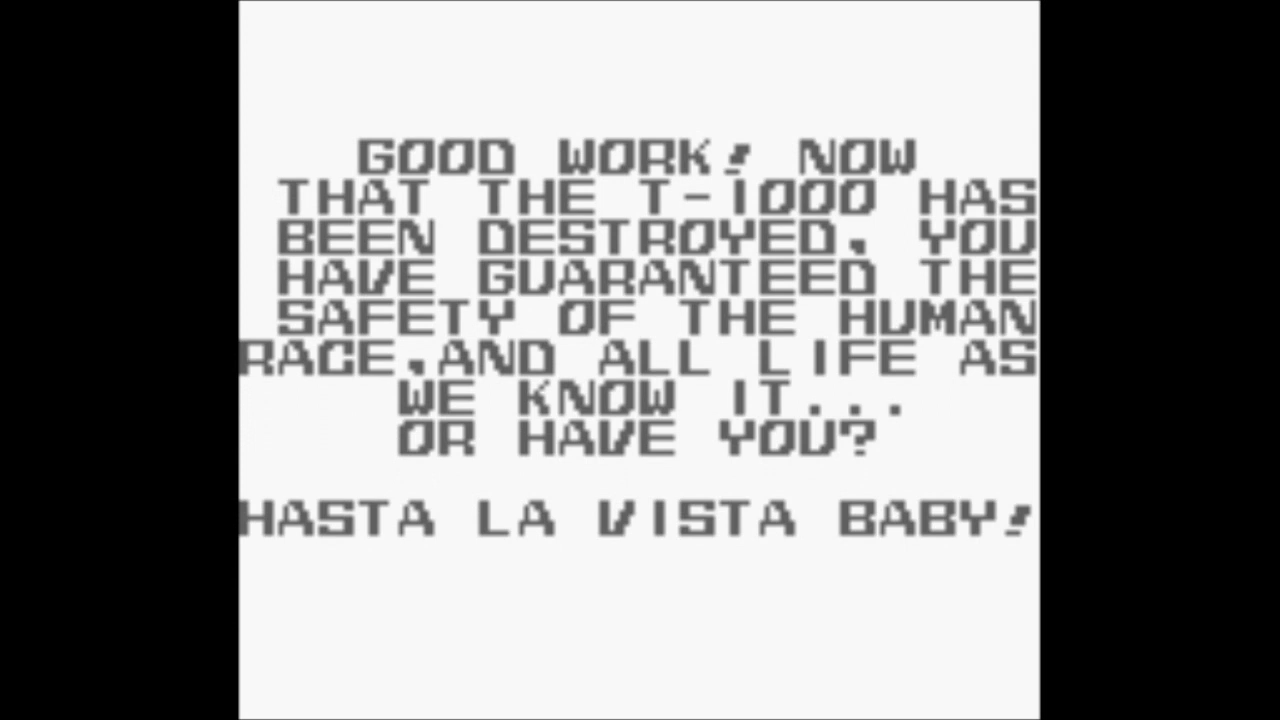 GOOD WORK! NOW
THAT THE T-1000 HAS
BEEN DESTROYED, YOU
HAVE GUARANTEED THE
SAFETY OF THE HUMAN
RACE,AND ALL LIFE AS
WE KNOW IT...
OR HAVE YOU?
HASTA LA VISTA BABY!